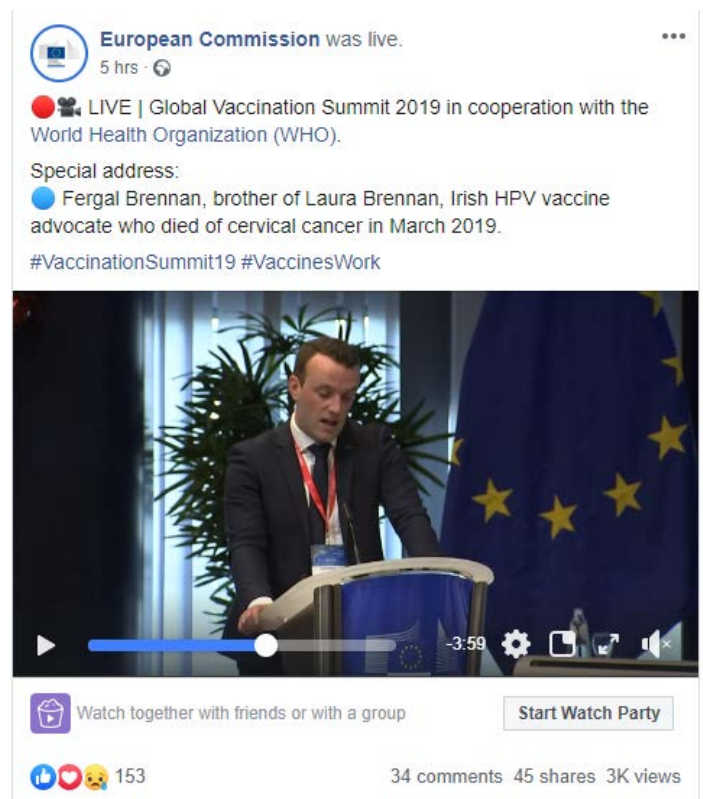 European Commission was live.
5 hrs ·
LIVE | Global Vaccination Summit 2019 in cooperation with the
World Health Organization (WHO).
Special address:
Fergal Brennan, brother of Laura Brennan, Irish HPV vaccine
advocate who died of cervical cancer in March 2019.
#VaccinationSummit19 #VaccinesWork
-3:59
Watch together with friends or with a group
Start Watch Party
153
34 comments 45 shares 3K views